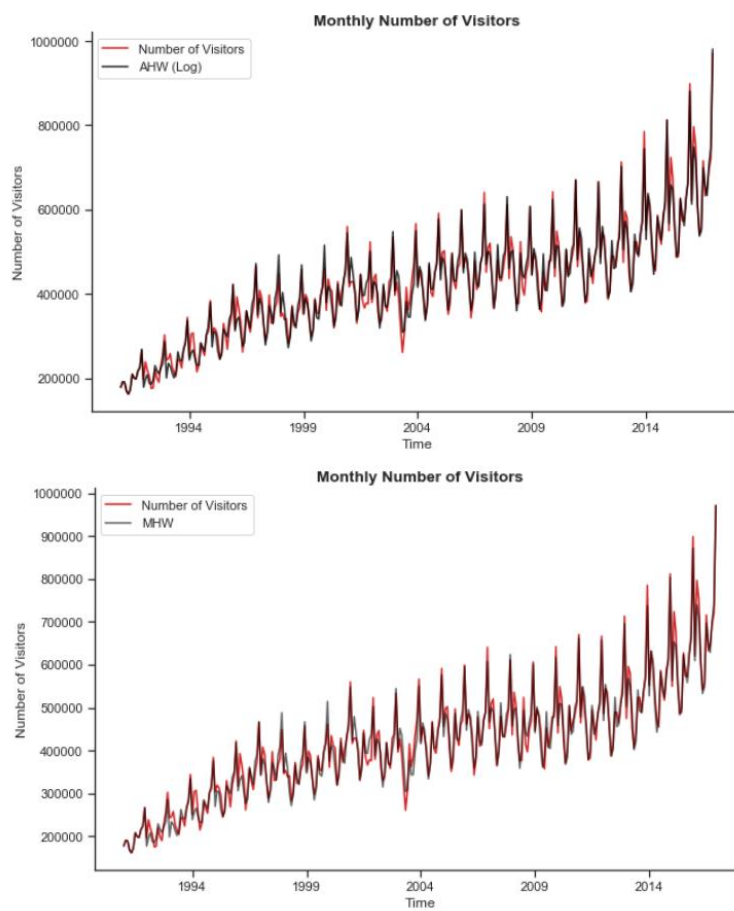 Monthly Number of Visitors
Number of Visitors
AHW (Log)
1000000
800000
600000
400000
200000
Number of Visitors
1994
1999
2004
2009
2014
Time
Monthly Number of Visitors
Number of Visitors
MHW
1000000
900000
800000
700000
600000
500000
400000
300000
200000
Number of Visitors
1994
1999
2004
2009
2014
Time